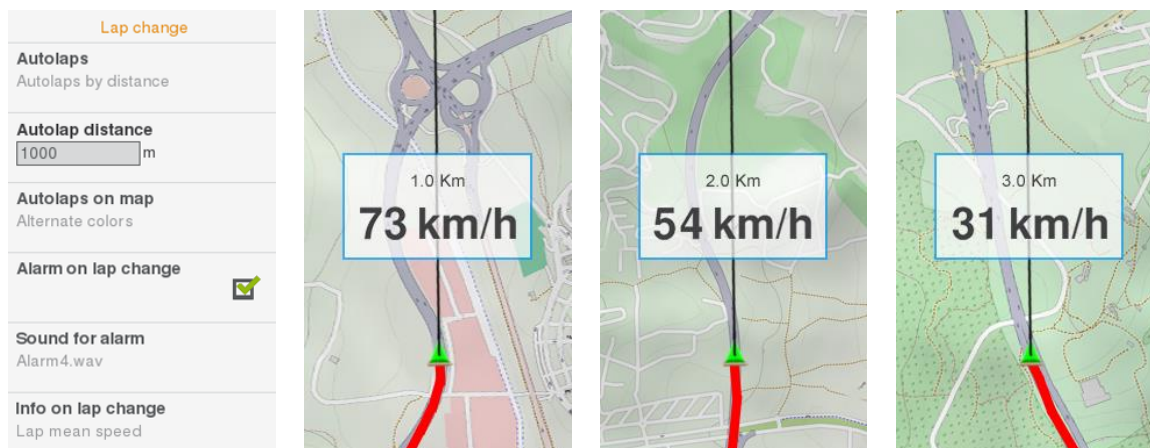 Lap change
Autolaps
Autolaps by distance
Autolap distance
1000 m
Autolaps on map
Alternate colors
Alarm on lap change
Sound for alarm
Alarm4.wav
Info on lap change
Lap mean speed
1.0 Km
73 km/h
2.0 Km
54 km/h
3.0 Km
31 km/h